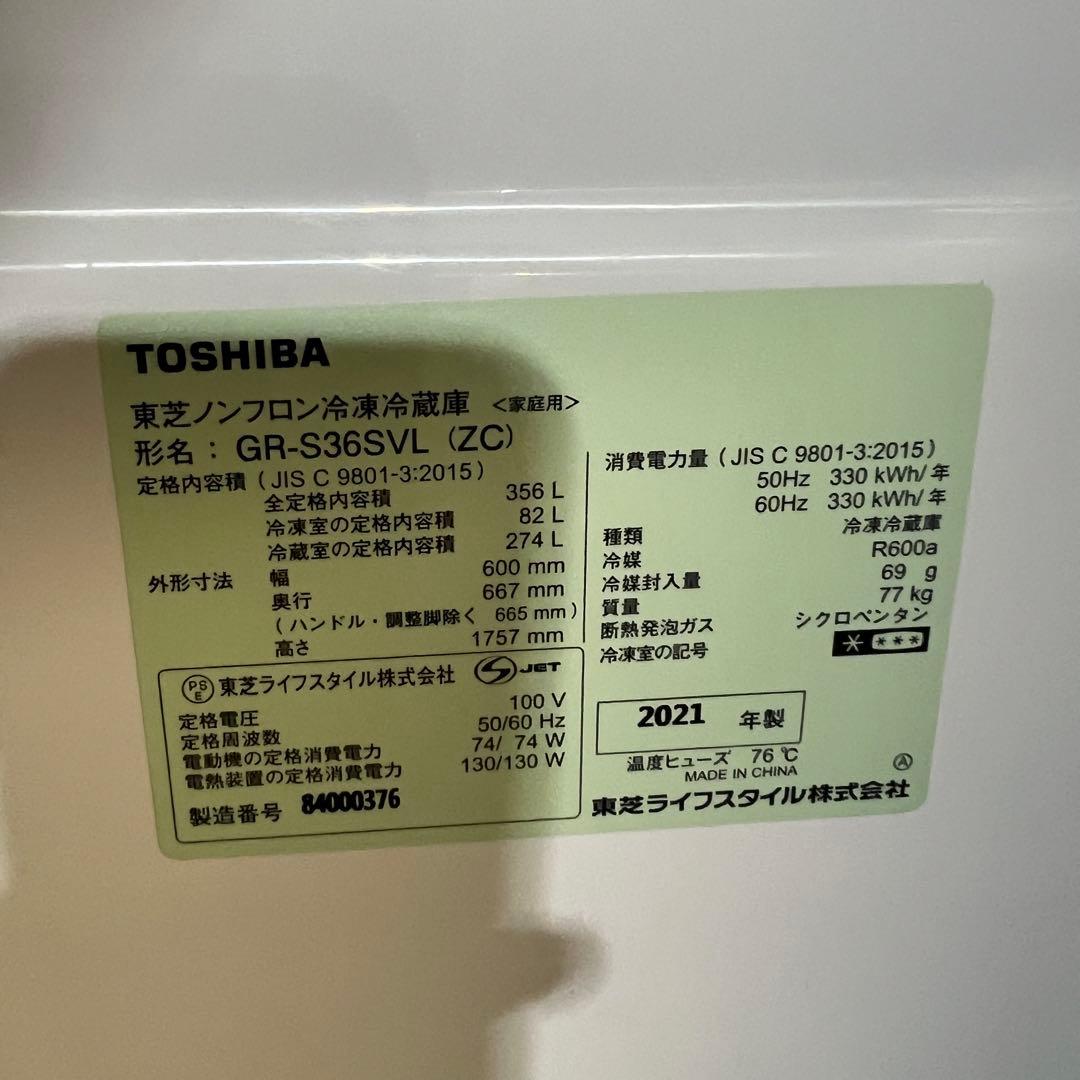 TOSHIBA
東芝ノンフロン冷凍冷蔵庫 <家庭用>
形名： GR-S36SVL (ZC)
定格内容積 (JIS C 9801-3:2015)
全定格内容積 356 L
冷凍室の定格内容積 82 L
冷蔵室の定格内容積 274 L
外形寸法 幅 600 mm
奥行 667 mm
(ハンドル・調整脚除く 665 mm)
高さ 1757 mm
PSE 東芝ライフスタイル株式会社 S JET
定格電圧 100 V
定格周波数 50/60 Hz
電動機の定格消費電力 74/ 74 W
電熱装置の定格消費電力 130/130 W
製造番号 84000376
消費電力量 (JIS C 9801-3:2015)
50Hz 330 kWh/年
60Hz 330 kWh/年
種類 冷凍冷蔵庫
冷媒 R600a
冷媒封入量 69 g
質量 77 kg
断熱発泡ガス シクロペンタン
冷凍室の記号 * ***
2021 年製
温度ヒューズ 76 ℃
MADE IN CHINA
Ⓐ
東芝ライフスタイル株式会社